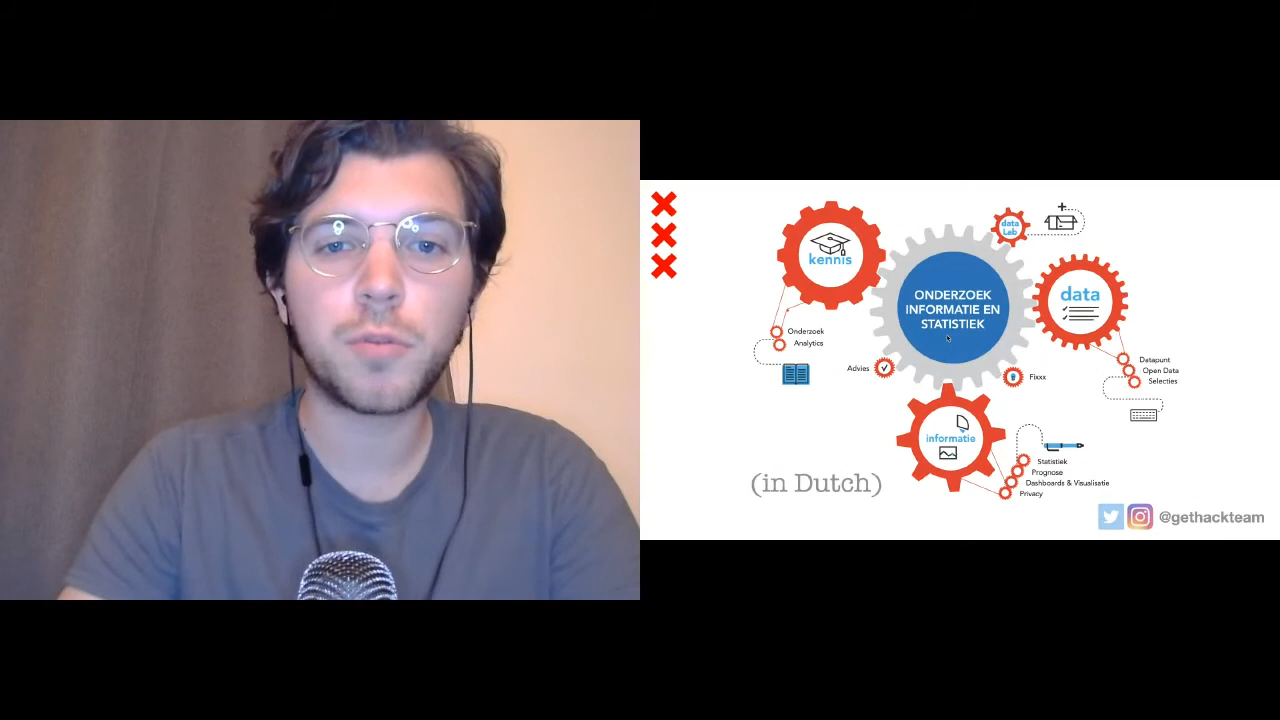 kennis
data
Lab
ONDERZOEK
INFORMATIE EN
STATISTIEK
data
Onderzoek
Analytics
Advies
Fixxx
Datapunt
Open Data
Selecties
informatie
Statistiek
Prognose
Dashboards & Visualisatie
Privacy
(in Dutch)
@gethackteam